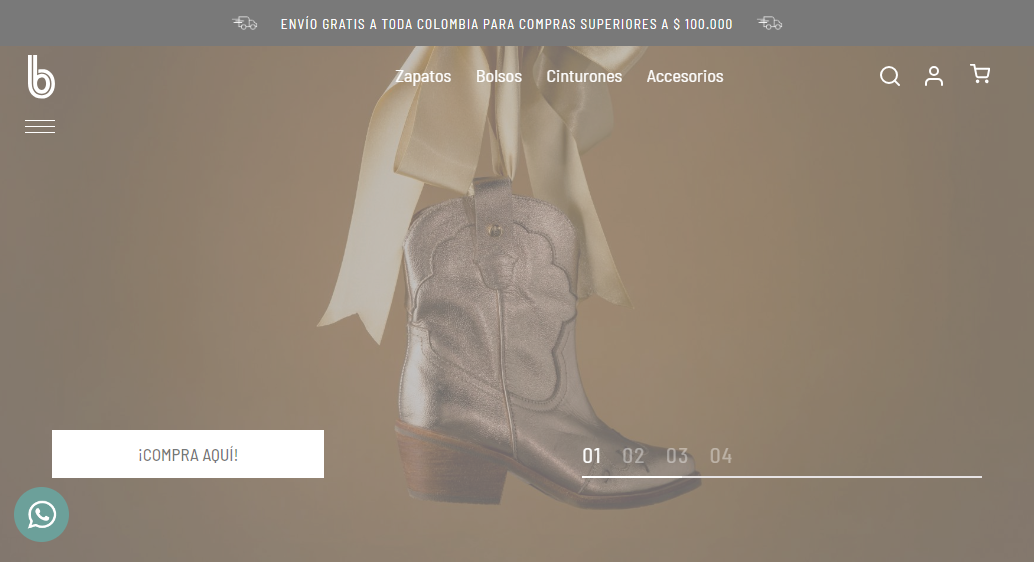 ENVÍO GRATIS A TODA COLOMBIA PARA COMPRAS SUPERIORES A $ 100.000
b
Zapatos Bolsos Cinturones Accesorios
¡COMPRA AQUÍ!
01 02 03 04